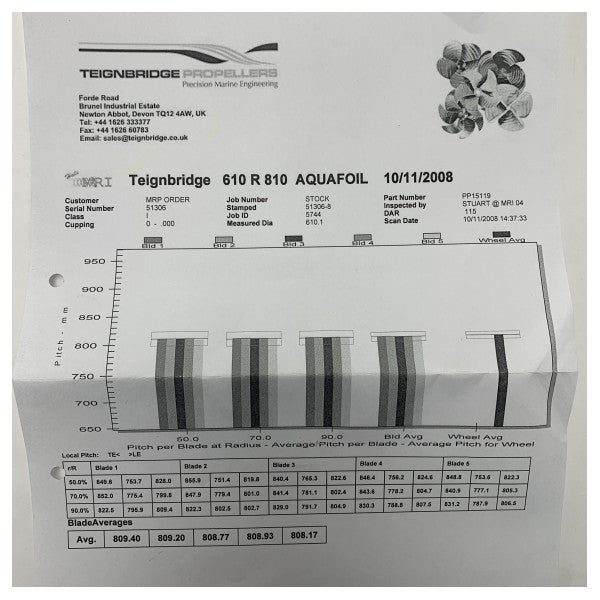 TEIGNBRIDGE PROPELLERS
Precision Marine Engineering
Forde Road
Brunel Industrial Estate
Newton Abbot, Devon TQ12 4AW, UK
Tel: +44 1626 333377
Fax: +44 1626 60783
Email: sales@teignbridge.co.uk
MRI Teignbridge 610 R 810 AQUAFOIL 10/11/2008
Customer MRP ORDER Job Number STOCK Part Number PP15119
Serial Number 51306 Stamped 51306-8 Inspected by STUART @ MRI 04
Class I Job ID 5744 DAR 115
Cupping 0 - .000 Measured Dia 610.1 Scan Date 10/11/2008 14:37:33
Bld 1 Bld 2 Bld 3 Bld 4 Bld 5 Wheel Avg
Pitch - mm
950
900
850
800
750
700
650
50.0 70.0 90.0 Bld Avg Wheel Avg
Pitch per Blade at Radius - Average/Pitch per Blade - Average Pitch for Wheel
Local Pitch: TE< >LE
r/R Blade 1 Blade 2 Blade 3 Blade 4 Blade 5
50.0% 849.6 753.7 826.0 855.9 751.4 819.8 840.4 765.3 822.6 846.4 756.2 824.6 848.8 753.6 822.3
70.0% 852.0 775.4 799.8 847.9 779.4 801.0 841.4 781.1 802.4 843.6 778.2 804.7 840.9 777.1 805.3
90.0% 822.5 795.9 809.4 822.3 802.5 802.7 829.0 791.7 804.9 830.3 788.8 807.5 831.2 787.9 806.5
BladeAverages
Avg. 809.40 809.20 808.77 808.93 808.17